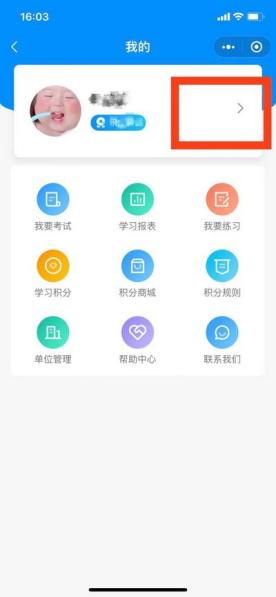 16:03
我的
我要考试 学习报表 我要练习
学习积分 积分商城 积分规则
单位管理 帮助中心 联系我们